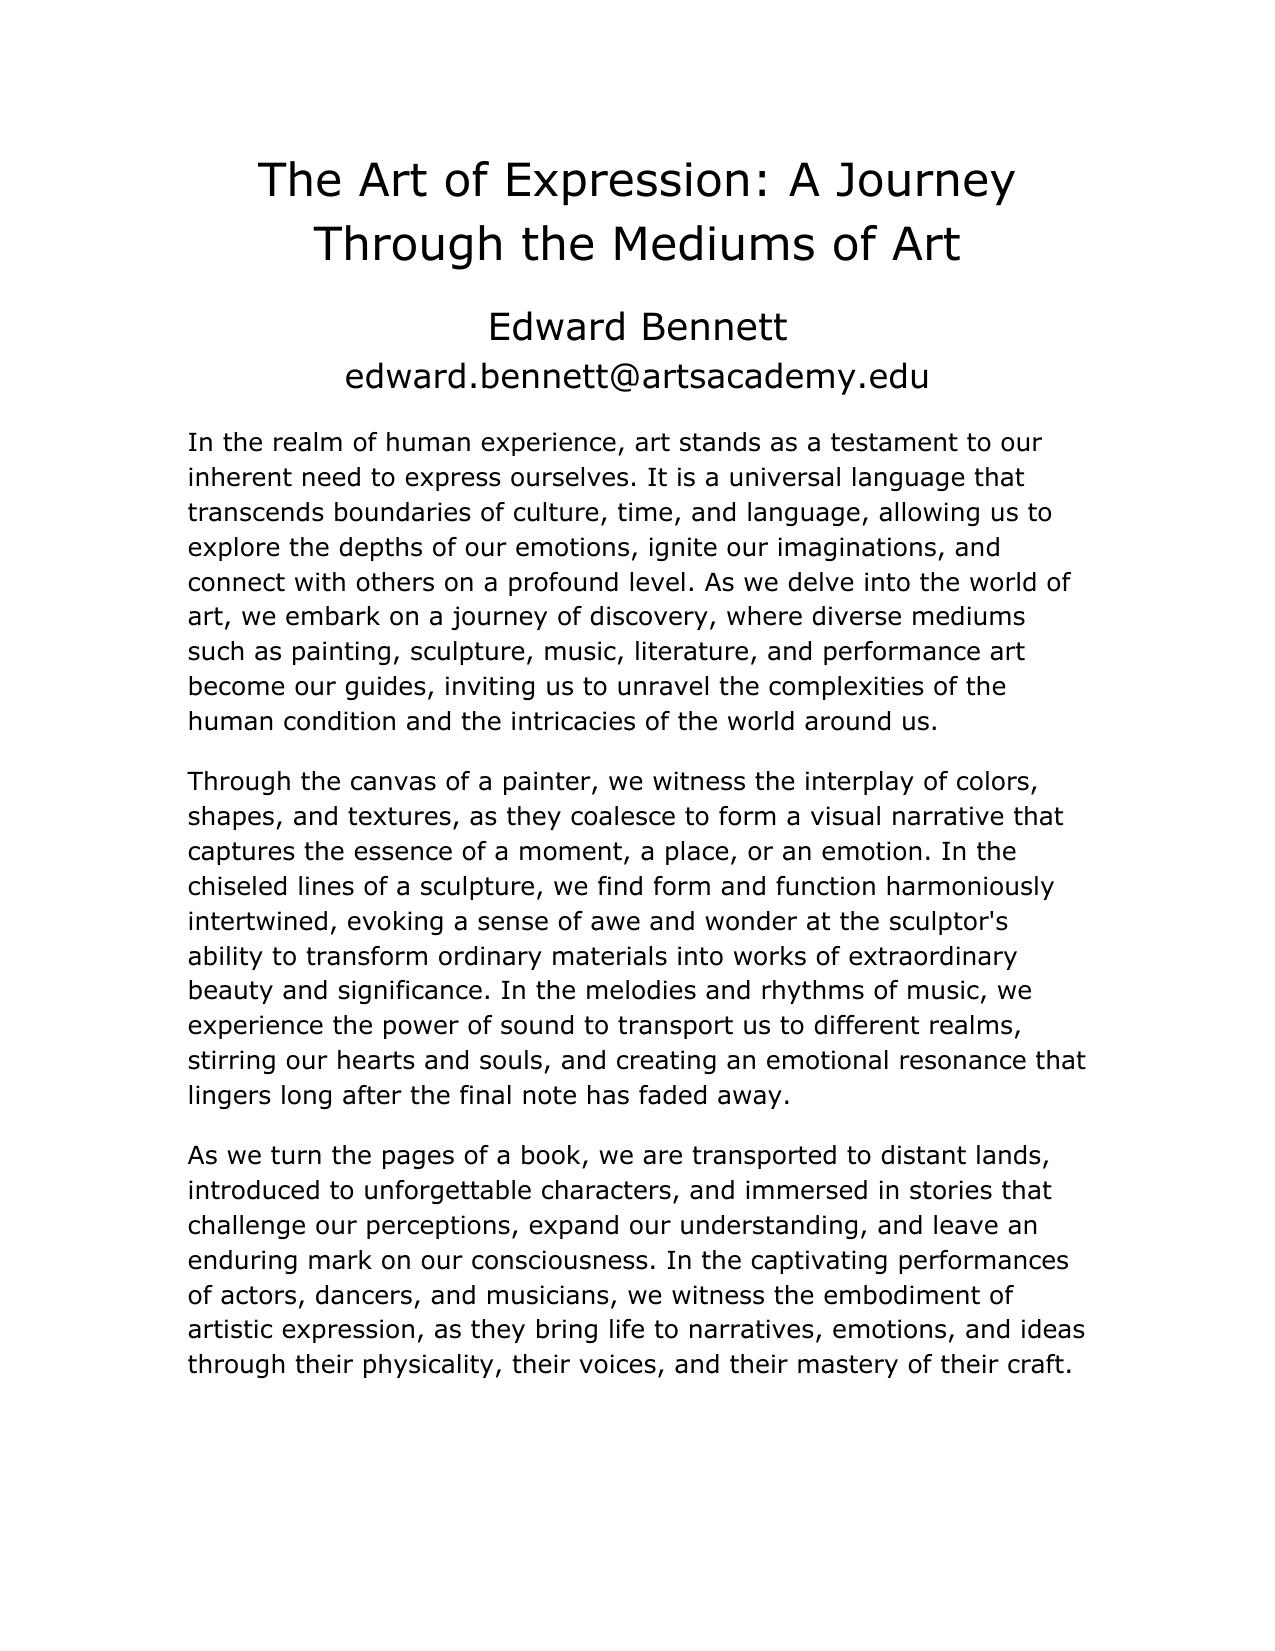 The Art of Expression: A Journey
Through the Mediums of Art
Edward Bennett
edward.bennett@artsacademy.edu
In the realm of human experience, art stands as a testament to our
inherent need to express ourselves. It is a universal language that
transcends boundaries of culture, time, and language, allowing us to
explore the depths of our emotions, ignite our imaginations, and
connect with others on a profound level. As we delve into the world of
art, we embark on a journey of discovery, where diverse mediums
such as painting, sculpture, music, literature, and performance art
become our guides, inviting us to unravel the complexities of the
human condition and the intricacies of the world around us.
Through the canvas of a painter, we witness the interplay of colors,
shapes, and textures, as they coalesce to form a visual narrative that
captures the essence of a moment, a place, or an emotion. In the
chiseled lines of a sculpture, we find form and function harmoniously
intertwined, evoking a sense of awe and wonder at the sculptor's
ability to transform ordinary materials into works of extraordinary
beauty and significance. In the melodies and rhythms of music, we
experience the power of sound to transport us to different realms,
stirring our hearts and souls, and creating an emotional resonance that
lingers long after the final note has faded away.
As we turn the pages of a book, we are transported to distant lands,
introduced to unforgettable characters, and immersed in stories that
challenge our perceptions, expand our understanding, and leave an
enduring mark on our consciousness. In the captivating performances
of actors, dancers, and musicians, we witness the embodiment of
artistic expression, as they bring life to narratives, emotions, and ideas
through their physicality, their voices, and their mastery of their craft.